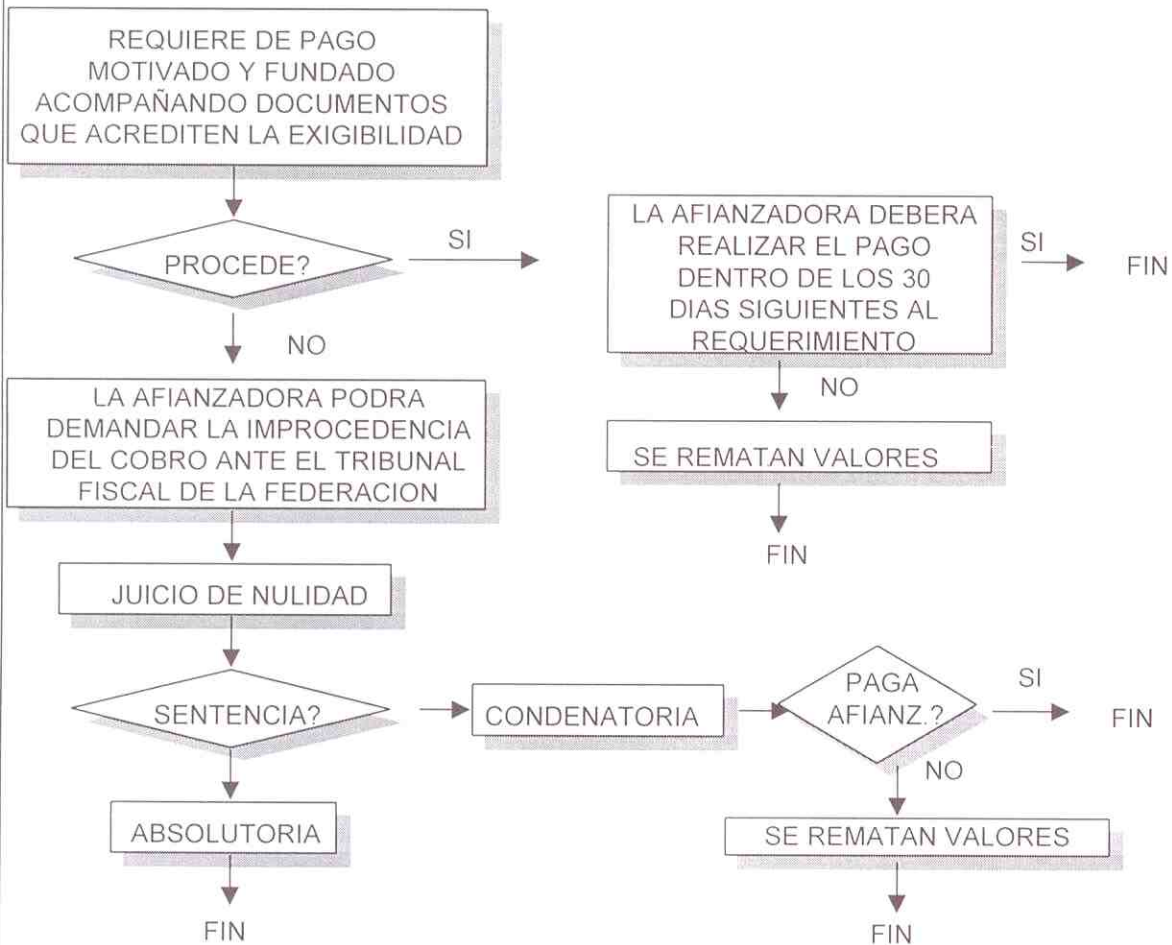 REQUIERE DE PAGO
MOTIVADO Y FUNDADO
ACOMPAÑANDO DOCUMENTOS
QUE ACREDITEN LA EXIGIBILIDAD
PROCEDE?
SI
LA AFIANZADORA DEBERA
REALIZAR EL PAGO
DENTRO DE LOS 30
DIAS SIGUIENTES AL
REQUERIMIENTO
SI
FIN
NO
SE REMATAN VALORES
FIN
NO
LA AFIANZADORA PODRA
DEMANDAR LA IMPROCEDENCIA
DEL COBRO ANTE EL TRIBUNAL
FISCAL DE LA FEDERACION
JUICIO DE NULIDAD
SENTENCIA?
CONDENATORIA
PAGA
AFIANZ.?
SI
FIN
NO
SE REMATAN VALORES
FIN
ABSOLUTORIA
FIN